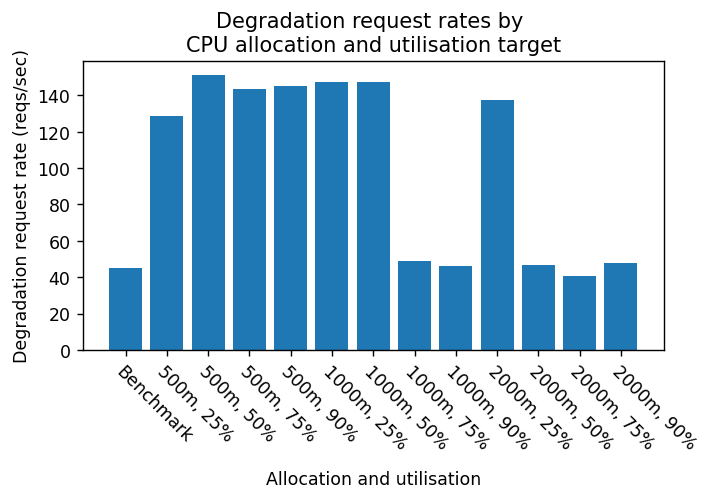 Degradation request rates by
CPU allocation and utilisation target
Degradation request rate (reqs/sec)
140
120
100
80
60
40
20
0
Benchmark
500m, 25%
500m, 50%
500m, 75%
500m, 90%
1000m, 25%
1000m, 50%
1000m, 75%
1000m, 90%
2000m, 25%
2000m, 50%
2000m, 75%
2000m, 90%
Allocation and utilisation